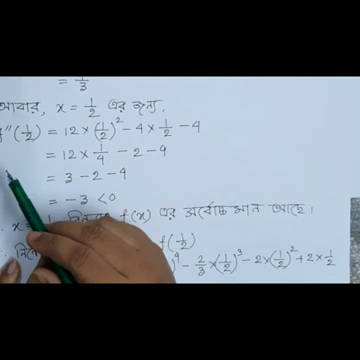 = 1/3
আবার, x = 1/2 এর জন্য,
″(1/2) = 12 × (1/2)² − 4 × 1/2 − 4
= 12 × 1/4 − 2 − 4
= 3 − 2 − 4
= −3 < 0
x = f(x) এর সর্বোচ্চ মান আছে।
f(1/2)
)⁴ − 2/3 × (1/2)³ − 2 × (1/2)² + 2 × 1/2